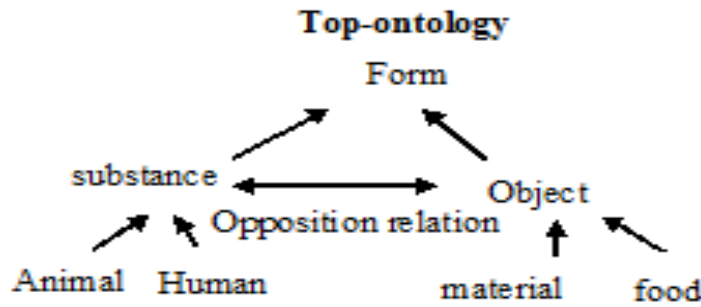 Top-ontology
Form
substance
Object
Opposition relation
Animal Human material food